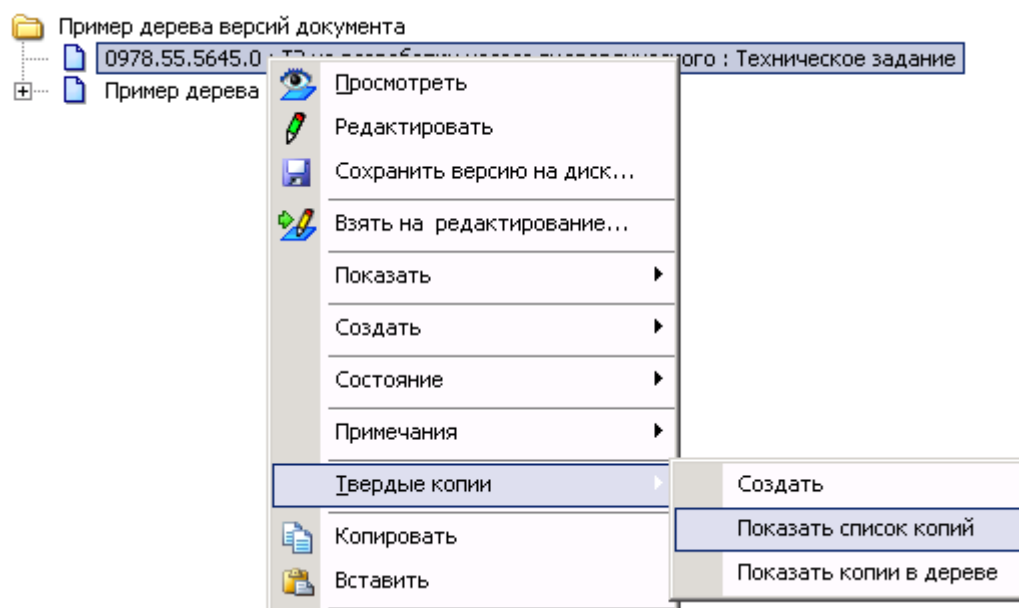 Пример дерева версий документа
0978.55.5645.0 : Техническое задание
Пример дерева
Просмотреть
Редактировать
Сохранить версию на диск...
Взять на редактирование...
Показать
Создать
Состояние
Примечания
Твердые копии
Создать
Показать список копий
Показать копии в дереве
Копировать
Вставить